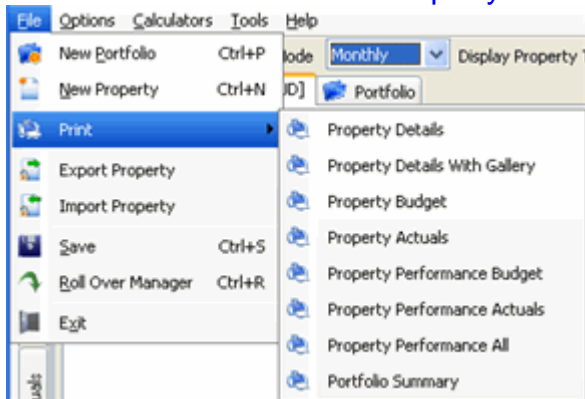 File Options Calculators Tools Help
New Portfolio Ctrl+P
New Property Ctrl+N
Print
Export Property
Import Property
Save Ctrl+S
Roll Over Manager Ctrl+R
Exit
Monthly Display Property
Portfolio
Property Details
Property Details With Gallery
Property Budget
Property Actuals
Property Performance Budget
Property Performance Actuals
Property Performance All
Portfolio Summary